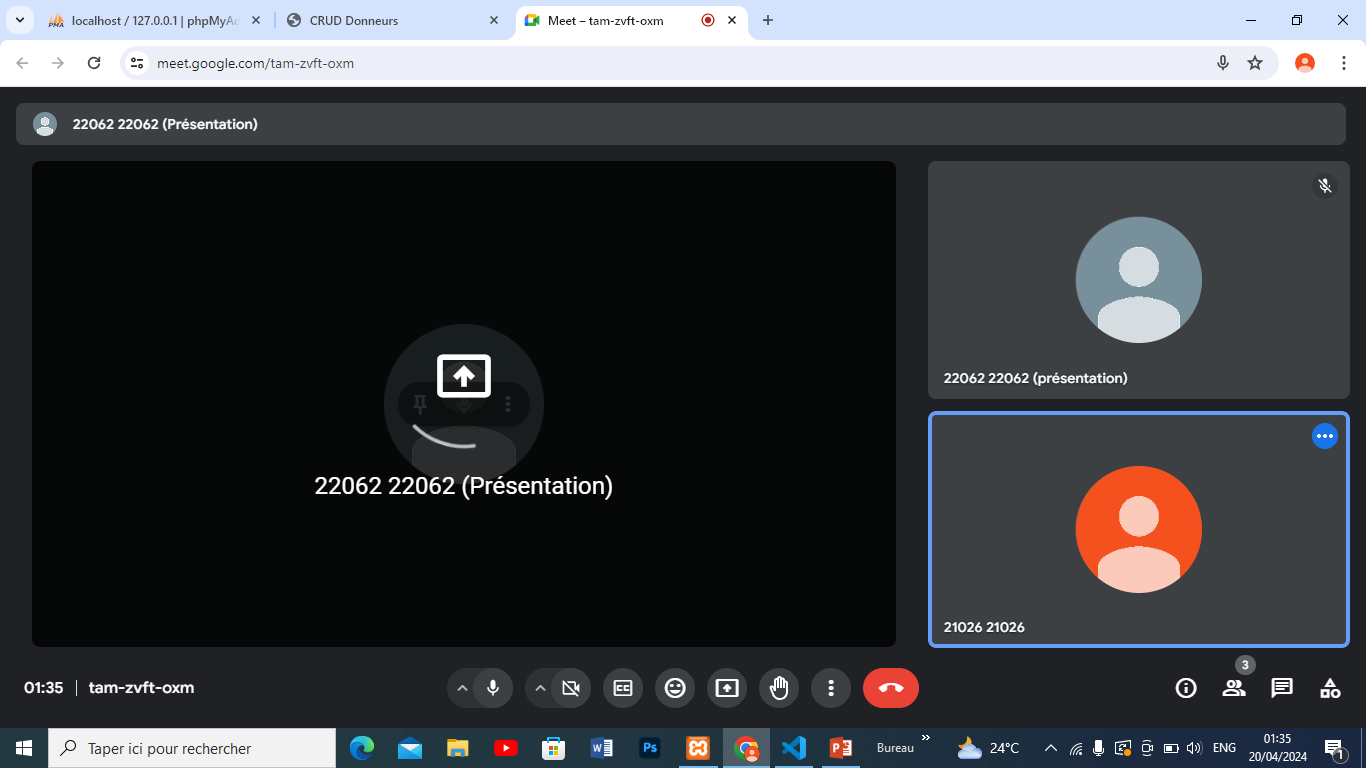 localhost / 127.0.0.1 | phpMyAc
CRUD Donneurs
Meet – tam-zvft-oxm
meet.google.com/tam-zvft-oxm
22062 22062 (Présentation)
22062 22062 (Présentation)
22062 22062 (présentation)
21026 21026
01:35 | tam-zvft-oxm
3
Taper ici pour rechercher
Bureau
24°C
ENG
01:35
20/04/2024
1